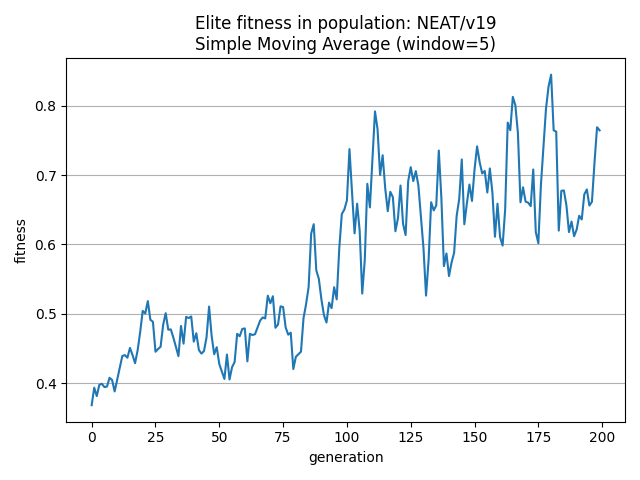 Elite fitness in population: NEAT/v19
Simple Moving Average (window=5)
0.8
0.7
0.6
0.5
0.4
fitness
0 25 50 75 100 125 150 175 200
generation